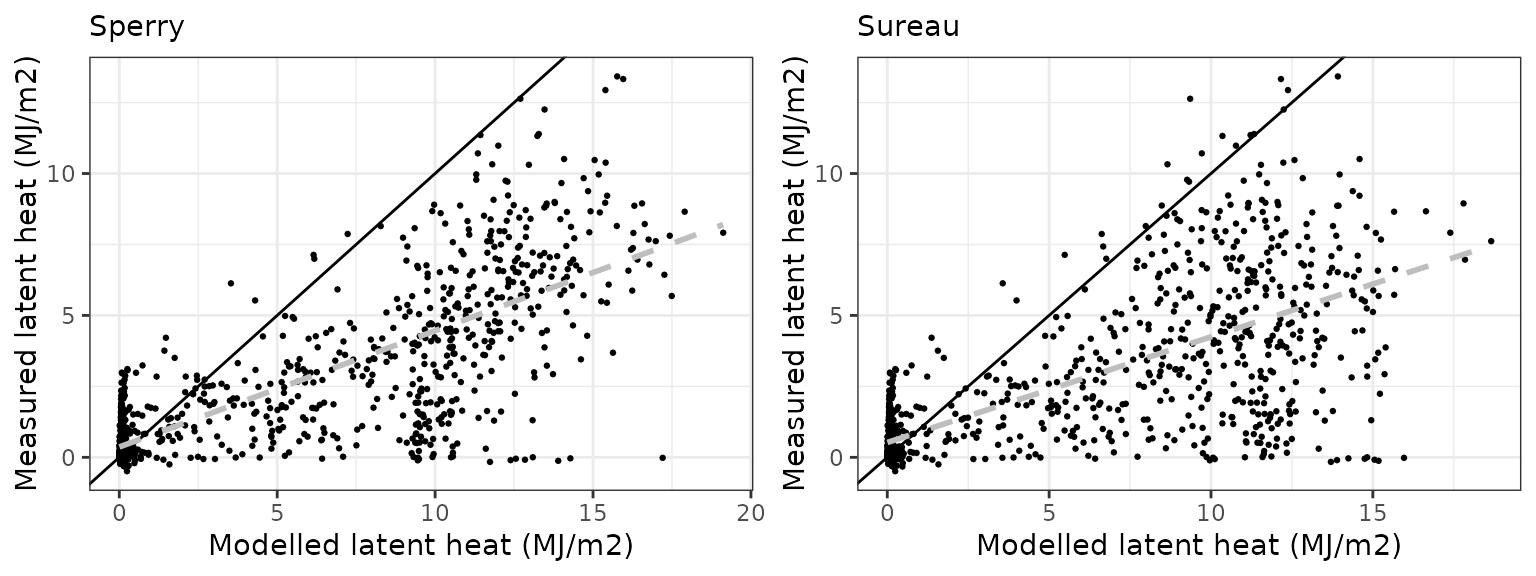 Sperry
Measured latent heat (MJ/m2)
10
5
0
0 5 10 15 20
Modelled latent heat (MJ/m2)
Sureau
Measured latent heat (MJ/m2)
10
5
0
0 5 10 15
Modelled latent heat (MJ/m2)